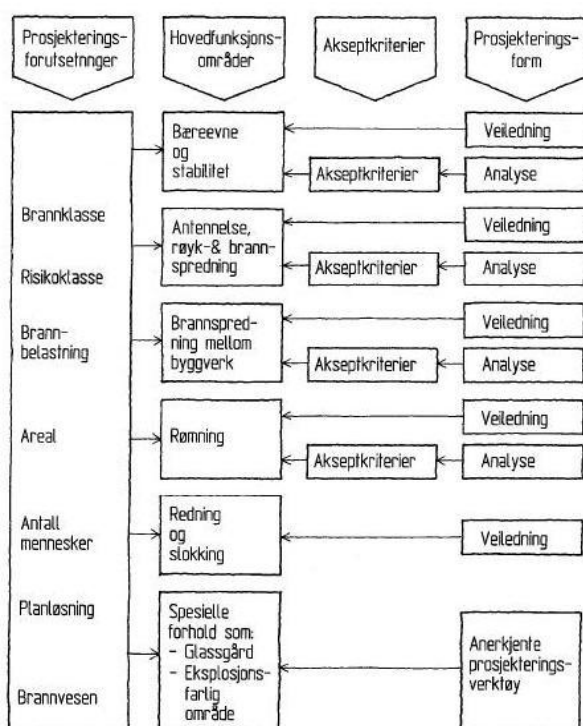 Prosjekterings-
forutsetnnger
Hovedfunksjons-
områder
Akseptkriterier
Prosjekterings-
form
Brannklasse
Risikoklasse
Brann-
belastning
Areal
Antall
mennesker
Planløsning
Brannvesen
Bæreevne
og
stabilitet
Veiledning
Akseptkriterier
Analyse
Antennelse,
røyk-& brann-
spredning
Veiledning
Akseptkriterier
Analyse
Brannspred-
ning mellom
byggverk
Veiledning
Akseptkriterier
Analyse
Rømning
Veiledning
Akseptkriterier
Analyse
Redning
og
slokking
Veiledning
Spesielle
forhold som:
- Glassgård
- Eksplosjons-
farlig
område
Anerkjente
prosjekterings-
verktøy